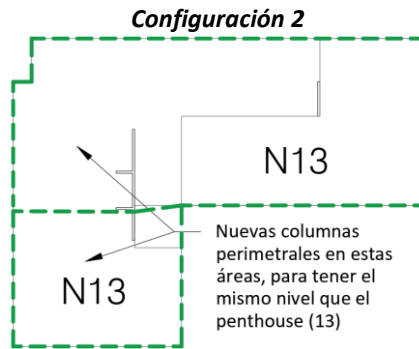 Configuración 2
N13
Nuevas columnas
perimetrales en estas
áreas, para tener el
mismo nivel que el
penthouse (13)
N13